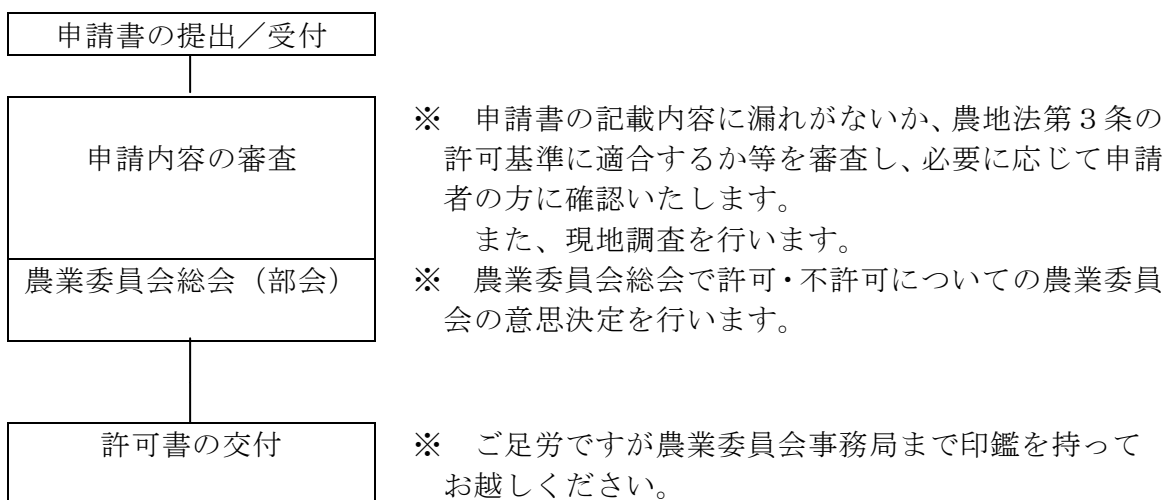 申請書の提出／受付
申請内容の審査
※　申請書の記載内容に漏れがないか、農地法第３条の
許可基準に適合するか等を審査し、必要に応じて申請
者の方に確認いたします。
また、現地調査を行います。
農業委員会総会（部会）
※　農業委員会総会で許可・不許可についての農業委員
会の意思決定を行います。
許可書の交付
※　ご足労ですが農業委員会事務局まで印鑑を持って
お越しください。